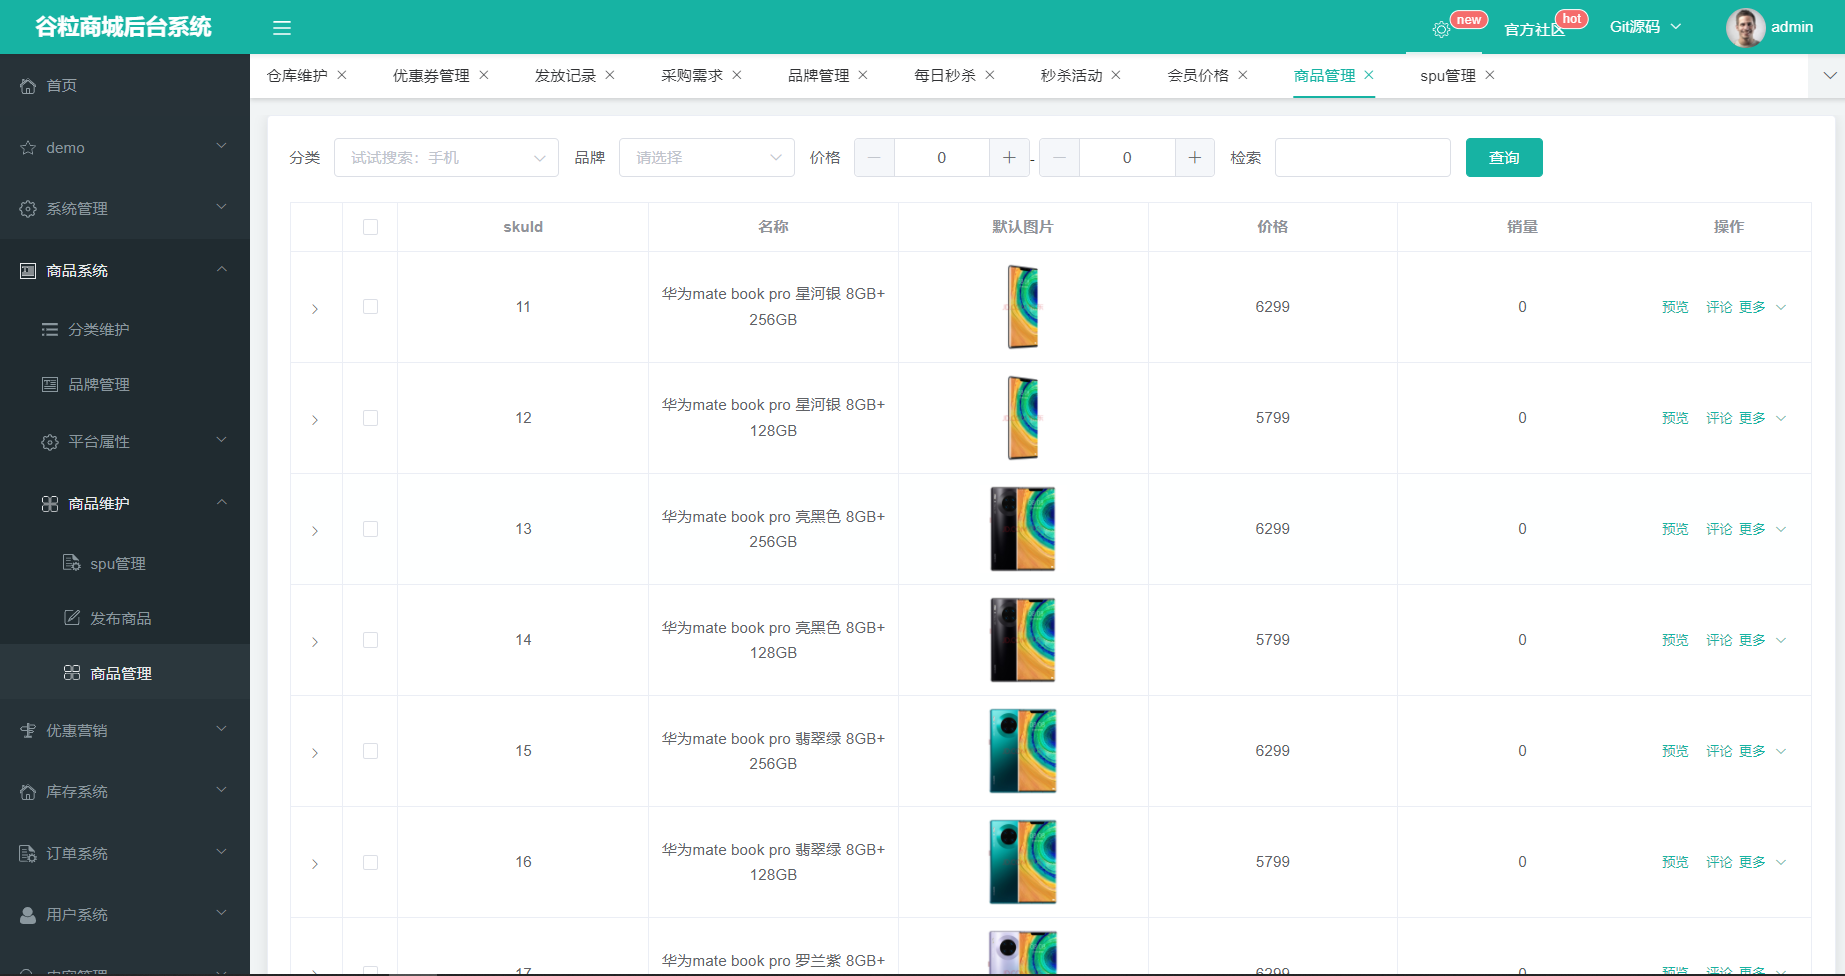 谷粒商城后台系统
new
官方社区
hot
Git源码
admin
首页
demo
系统管理
商品系统
分类维护
品牌管理
平台属性
商品维护
spu管理
发布商品
商品管理
优惠营销
库存系统
订单系统
用户系统
内容管理
仓库维护 优惠券管理 发放记录 采购需求 品牌管理 每日秒杀 秒杀活动 会员价格 商品管理 spu管理
分类 试试搜索：手机 品牌 请选择 价格 0 - 0 检索 查询
skuId 名称 默认图片 价格 销量 操作
11 华为mate book pro 星河银 8GB+ 6299 0 预览 评论 更多
256GB
12 华为mate book pro 星河银 8GB+ 5799 0 预览 评论 更多
128GB
13 华为mate book pro 亮黑色 8GB+ 6299 0 预览 评论 更多
256GB
14 华为mate book pro 亮黑色 8GB+ 5799 0 预览 评论 更多
128GB
15 华为mate book pro 翡翠绿 8GB+ 6299 0 预览 评论 更多
256GB
16 华为mate book pro 翡翠绿 8GB+ 5799 0 预览 评论 更多
128GB
17 华为mate book pro 罗兰紫 8GB+ 6299 0 预览 评论 更多